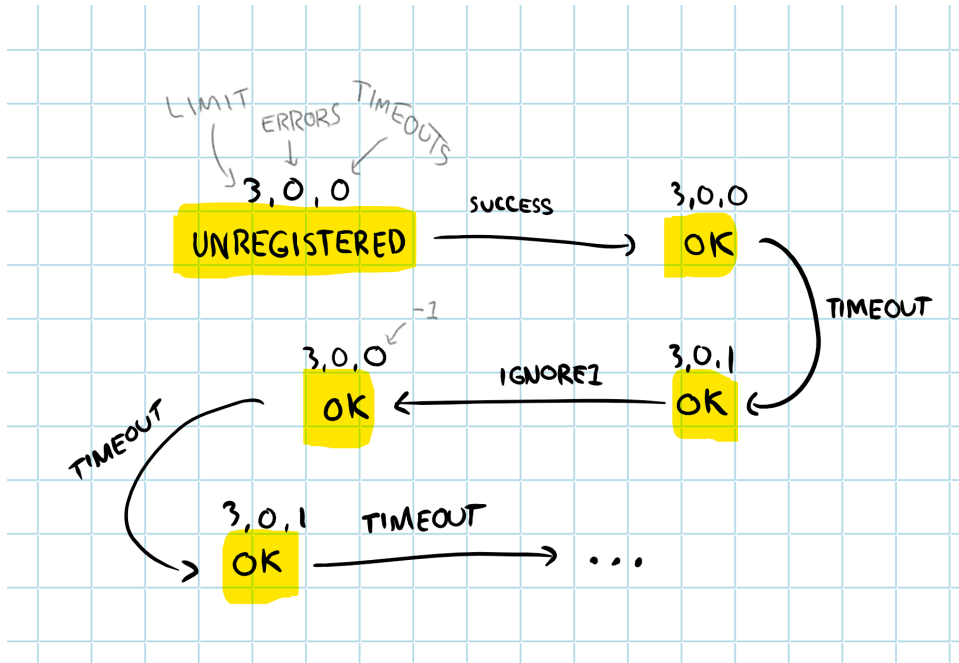 LIMIT
ERRORS
TIMEOUTS
3,0,0
UNREGISTERED
SUCCESS
3,0,0
OK
TIMEOUT
3,0,1
OK
IGNORE1
-1
3,0,0
OK
TIMEOUT
3,0,1
OK
TIMEOUT
...